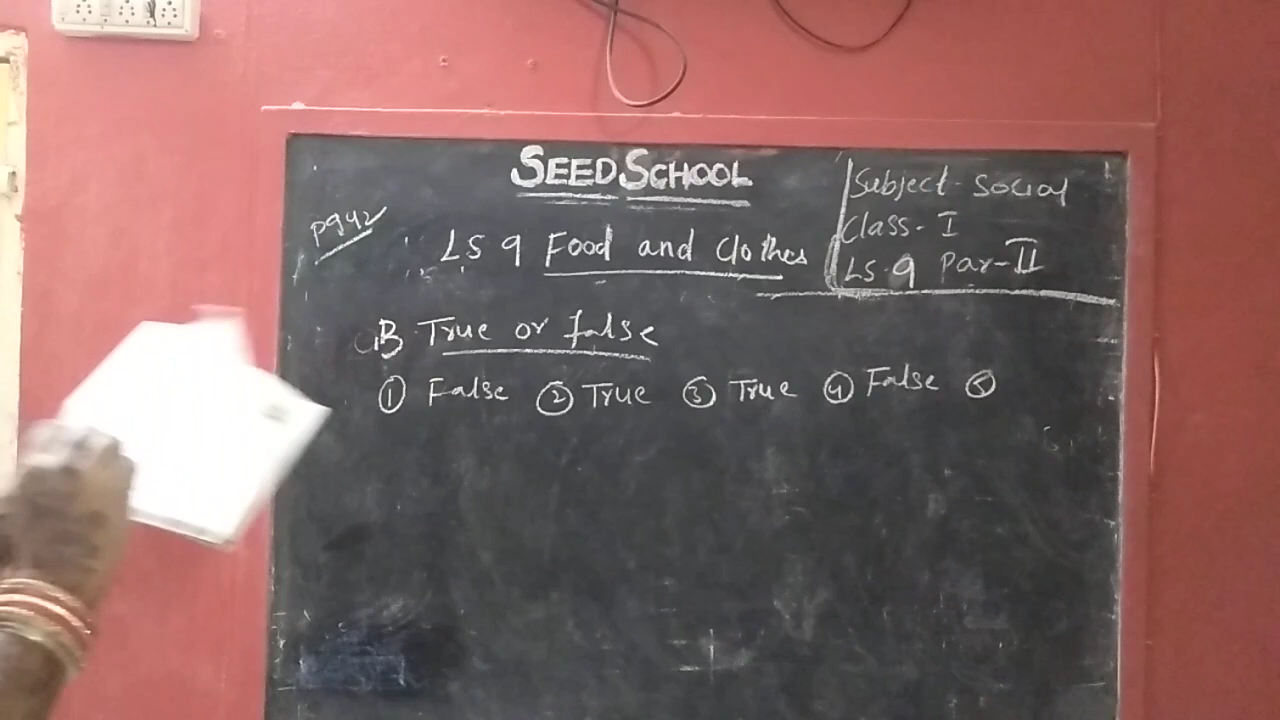 SEED SCHOOL
Subject- Social
Class- I
LS-9 Par-II
Pg 42
LS 9 Food and Clothes
B True or false
① False ② True ③ True ④ False ⑤